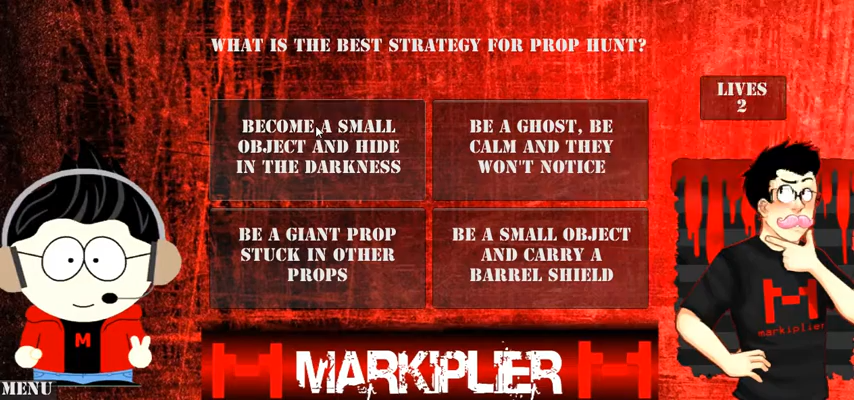 WHAT IS THE BEST STRATEGY FOR PROP HUNT?
LIVES
2
BECOME A SMALL
OBJECT AND HIDE
IN THE DARKNESS
BE A GHOST, BE
CALM AND THEY
WON'T NOTICE
BE A GIANT PROP
STUCK IN OTHER
PROPS
BE A SMALL OBJECT
AND CARRY A
BARREL SHIELD
M
M
markiplier
MENU
M MARKIPLIER M